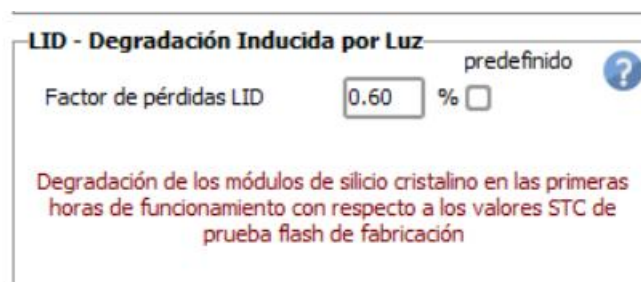 LID - Degradación Inducida por Luz
predefinido
Factor de pérdidas LID 0.60 %
?
Degradación de los módulos de silicio cristalino en las primeras
horas de funcionamiento con respecto a los valores STC de
prueba flash de fabricación